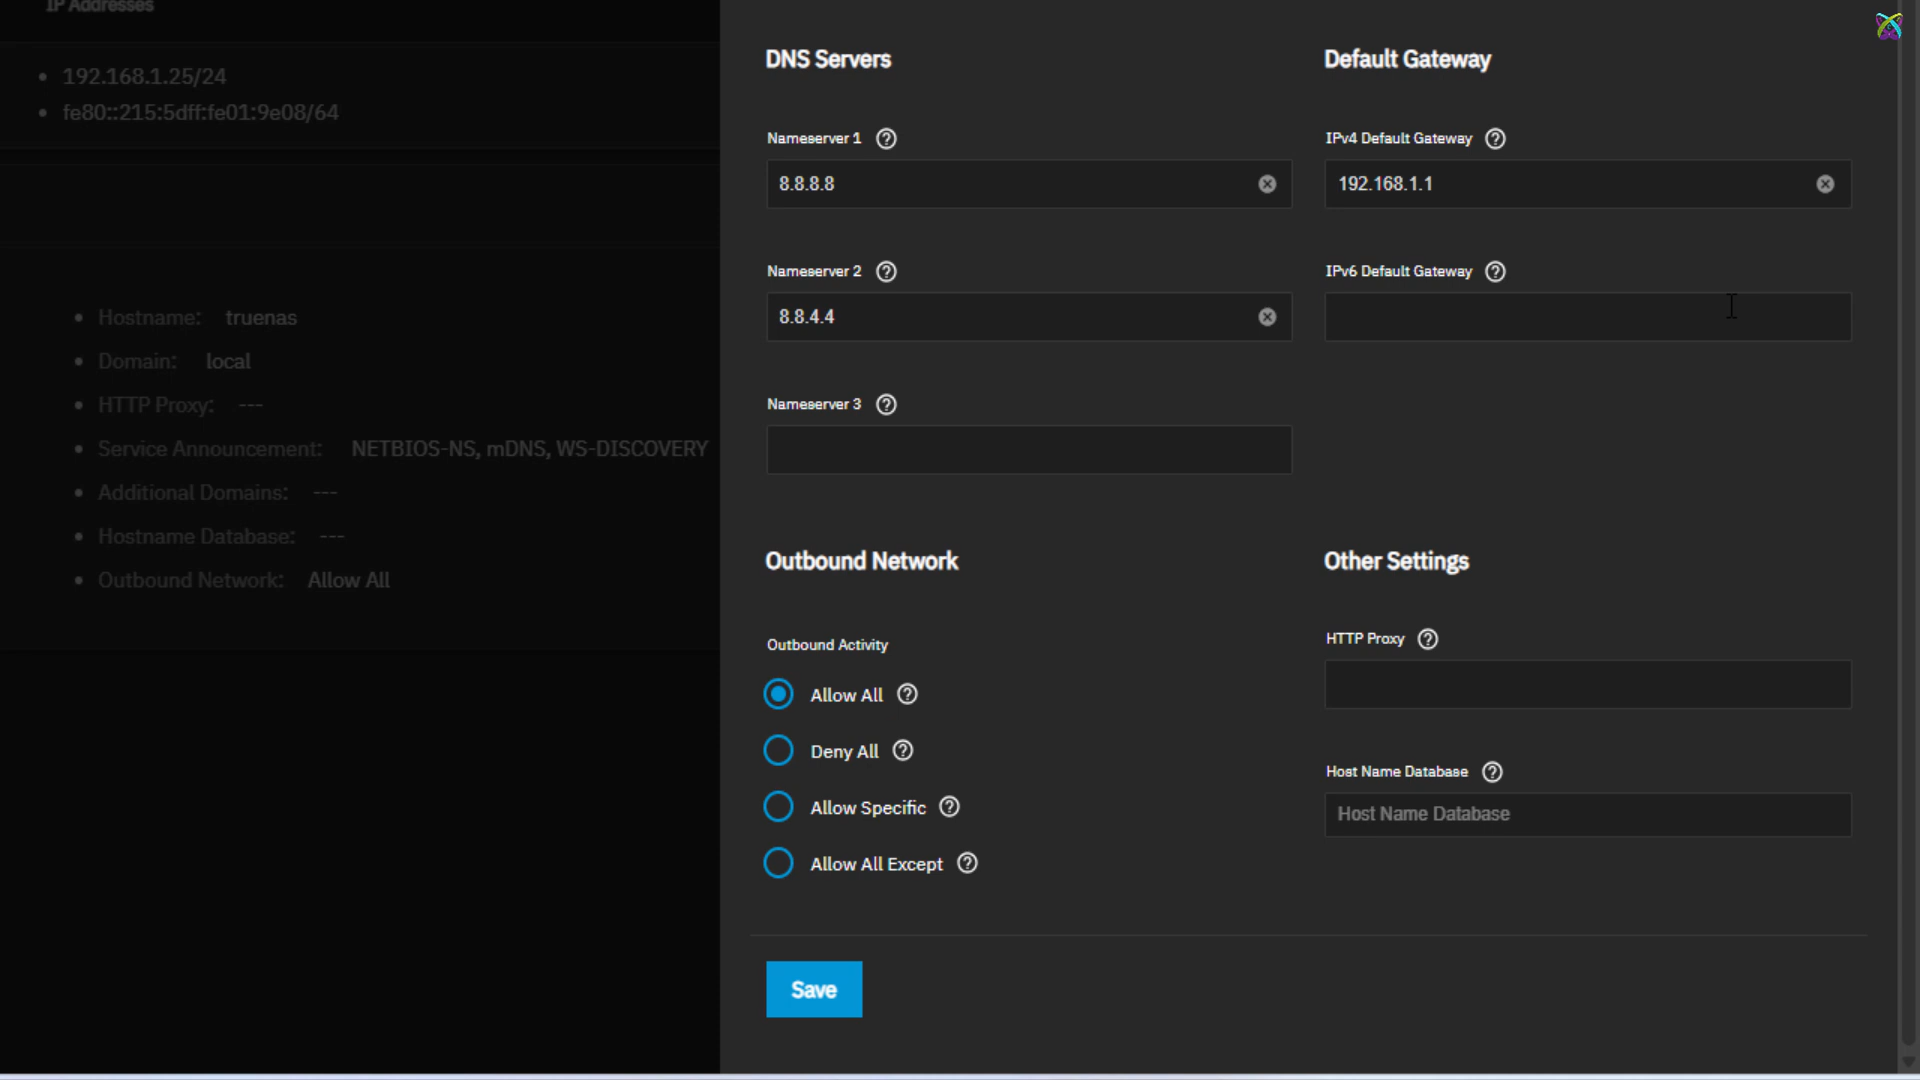 IP Addresses
192.168.1.25/24
fe80::215:5dff:fe01:9e08/64
Hostname: truenas
Domain: local
HTTP Proxy: ---
Service Announcement: NETBIOS-NS, mDNS, WS-DISCOVERY
Additional Domains: ---
Hostname Database: ---
Outbound Network: Allow All
DNS Servers
Nameserver 1
8.8.8.8
Nameserver 2
8.8.4.4
Nameserver 3
Default Gateway
IPv4 Default Gateway
192.168.1.1
IPv6 Default Gateway
Outbound Network
Outbound Activity
Allow All
Deny All
Allow Specific
Allow All Except
Other Settings
HTTP Proxy
Host Name Database
Host Name Database
Save